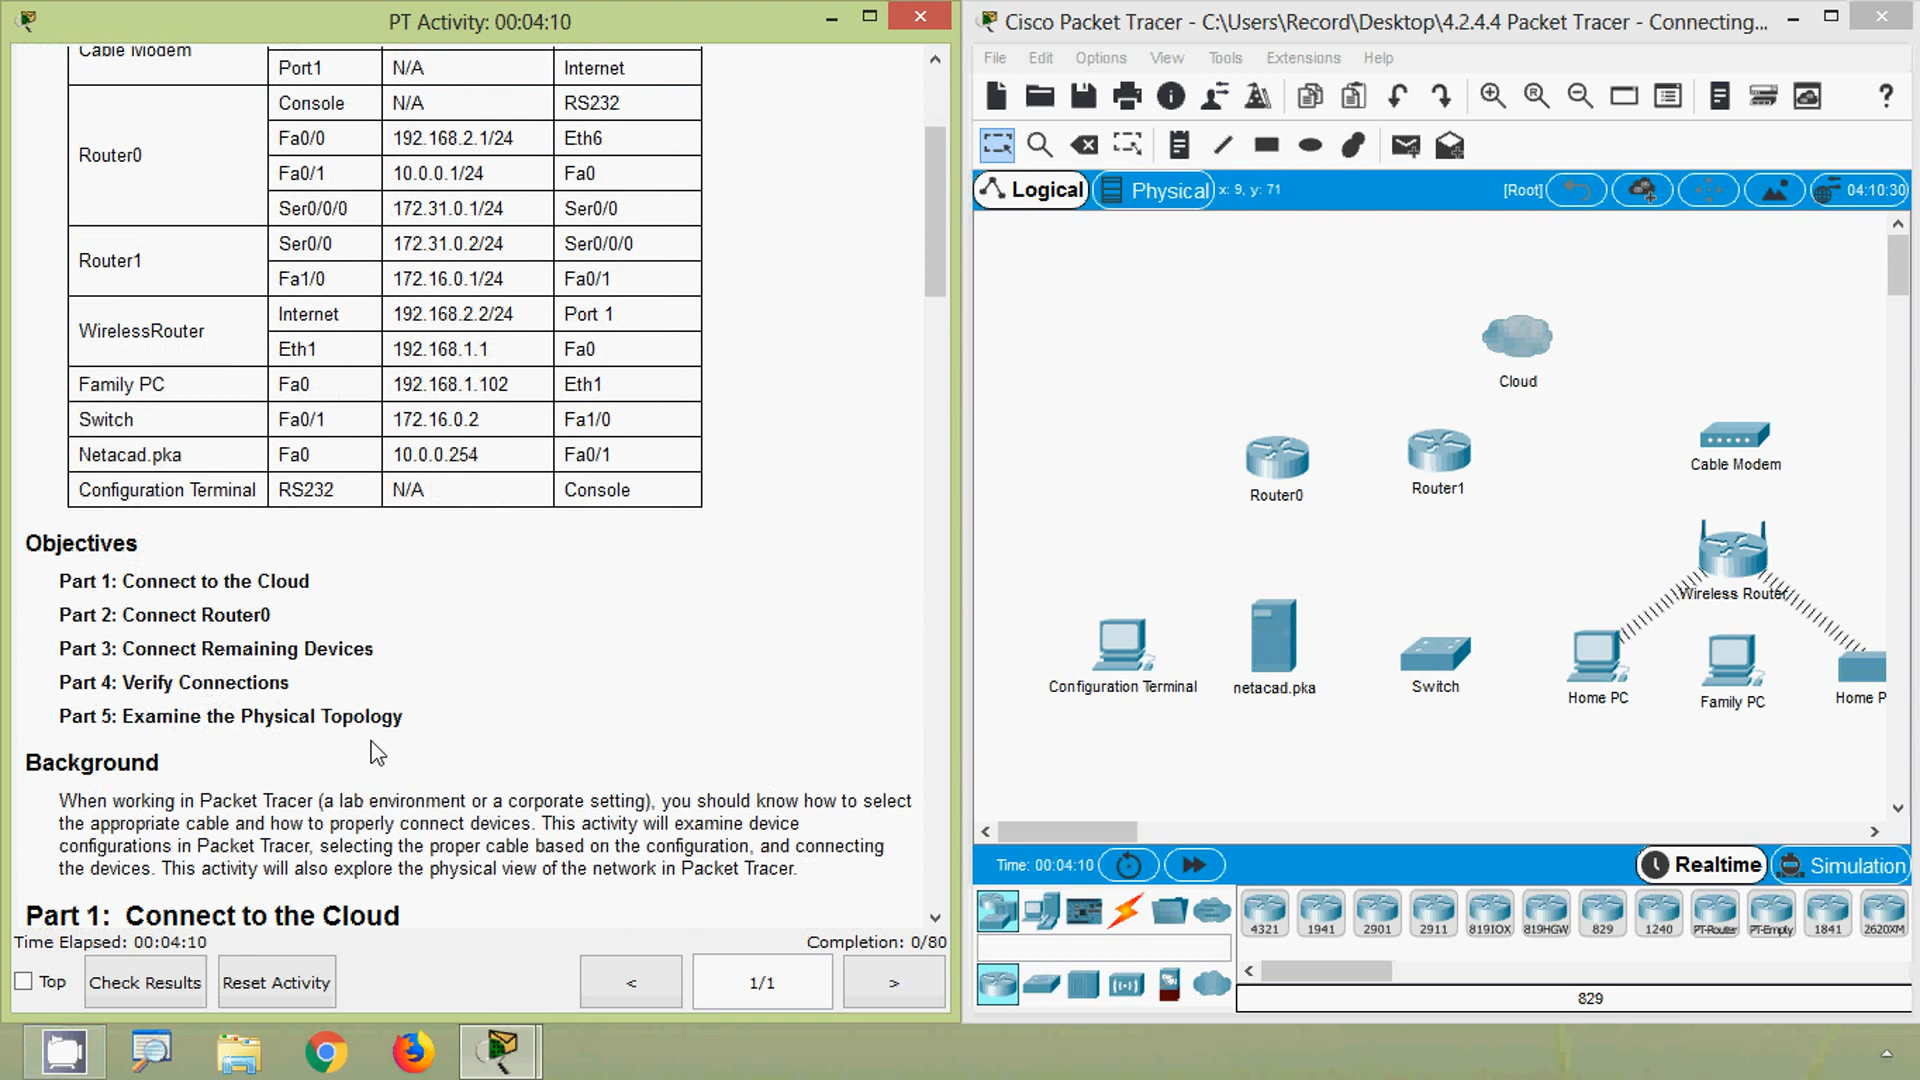 PT Activity: 00:04:10
Cable Modem
Port1 N/A Internet
Router0
Console N/A RS232
Fa0/0 192.168.2.1/24 Eth6
Fa0/1 10.0.0.1/24 Fa0
Ser0/0/0 172.31.0.1/24 Ser0/0
Router1
Ser0/0 172.31.0.2/24 Ser0/0/0
Fa1/0 172.16.0.1/24 Fa0/1
WirelessRouter
Internet 192.168.2.2/24 Port 1
Eth1 192.168.1.1 Fa0
Family PC Fa0 192.168.1.102 Eth1
Switch Fa0/1 172.16.0.2 Fa1/0
Netacad.pka Fa0 10.0.0.254 Fa0/1
Configuration Terminal RS232 N/A Console
Objectives
Part 1: Connect to the Cloud
Part 2: Connect Router0
Part 3: Connect Remaining Devices
Part 4: Verify Connections
Part 5: Examine the Physical Topology
Background
When working in Packet Tracer (a lab environment or a corporate setting), you should know how to select
the appropriate cable and how to properly connect devices. This activity will examine device
configurations in Packet Tracer, selecting the proper cable based on the configuration, and connecting
the devices. This activity will also explore the physical view of the network in Packet Tracer.
Part 1: Connect to the Cloud
Time Elapsed: 00:04:10 Completion: 0/80
Top Check Results Reset Activity < 1/1 >
Cisco Packet Tracer - C:\Users\Record\Desktop\4.2.4.4 Packet Tracer - Connecting...
File Edit Options View Tools Extensions Help
Logical Physical x: 9, y: 71 [Root] 04:10:30
Cloud
Router0
Router1
Cable Modem
Wireless Router
Configuration Terminal
netacad.pka
Switch
Home PC
Family PC
Home P
Time: 00:04:10 Realtime Simulation
4321 1941 2901 2911 819IOX 819HGW 829 1240 PT-Router PT-Empty 1841 2620XM
829